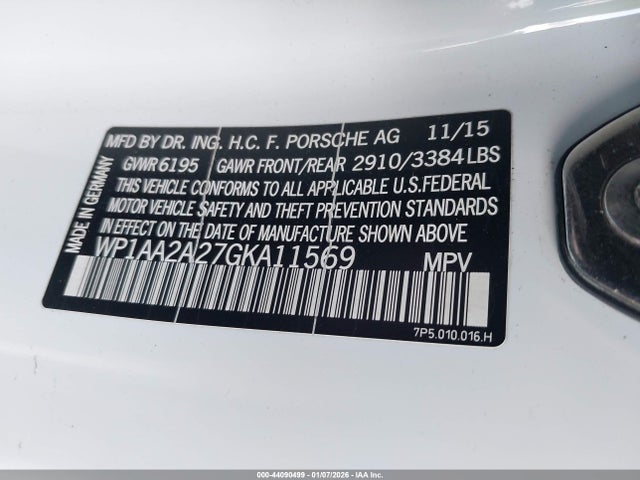 MFD BY DR. ING. H.C. F. PORSCHE AG 11/15
GVWR 6195 GAWR FRONT/REAR 2910/3384 LBS
THIS VEHICLE CONFORMS TO ALL APPLICABLE U.S. FEDERAL
MOTOR VEHICLE SAFETY AND THEFT PREVENTION STANDARDS
IN EFFECT ON THE DATE OF MANUFACTURE SHOWN ABOVE
WP1AA2A27GKA11569 MPV
7P5.010.016.H
MADE IN GERMANY
000-44090499 - 01/07/2026 - IAAI.COM